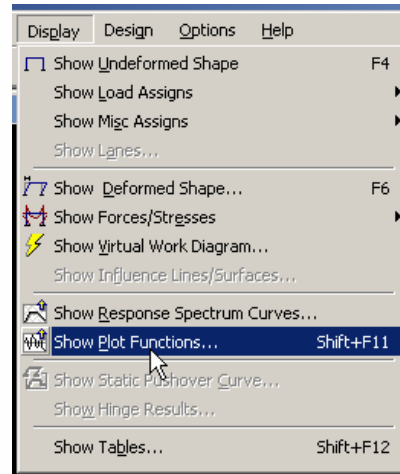 Display Design Options Help
Show Undeformed Shape F4
Show Load Assigns
Show Misc Assigns
Show Lanes...
Show Deformed Shape... F6
Show Forces/Stresses
Show Virtual Work Diagram...
Show Influence Lines/Surfaces...
Show Response Spectrum Curves...
Show Plot Functions... Shift+F11
Show Static Pushover Curve...
Show Hinge Results...
Show Tables... Shift+F12